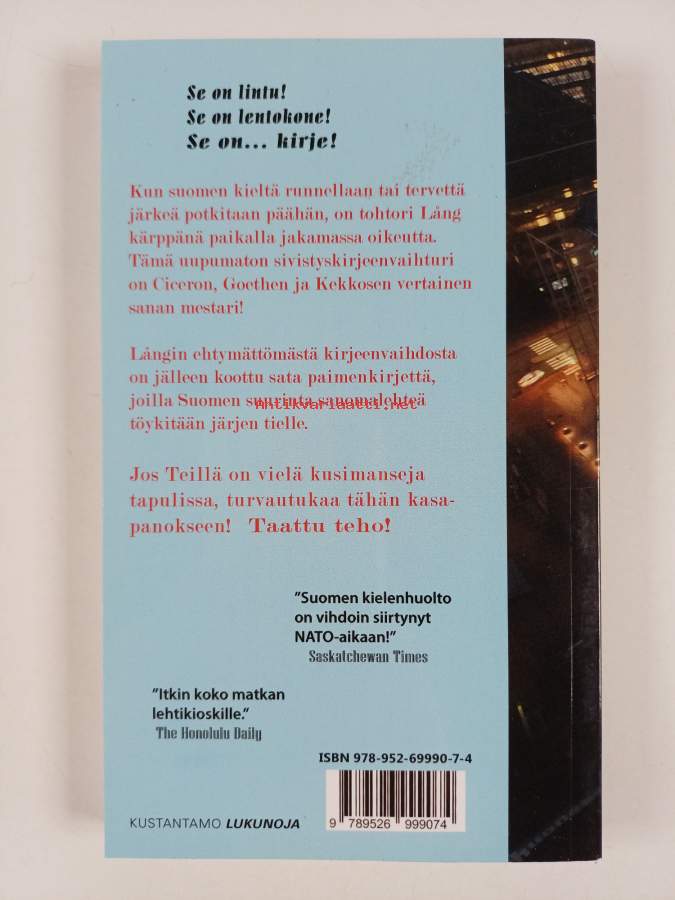 Se on lintu!
Se on lentokone!
Se on... kirje!
Kun suomen kieltä runnellaan tai tervettä
järkeä potkitaan päähän, on tohtori Lång
kärppänä paikalla jakamassa oikeutta.
Tämä uupumaton sivistyskirjeenvaihturi
on Ciceron, Goethen ja Kekkosen vertainen
sanan mestari!
Långin ehtymättömästä kirjeenvaihdosta
on jälleen koottu sata paimenkirjettä,
joilla Suomen suurinta sanomalehteä
Antikvariaatti.net
töykitään järjen tielle.
Jos Teillä on vielä kusimanseja
tapulissa, turvautukaa tähän kasa-
panokseen! Taattu teho!
”Suomen kielenhuolto
on vihdoin siirtynyt
NATO-aikaan!”
Saskatchewan Times
”Itkin koko matkan
lehtikioskille.”
The Honolulu Daily
ISBN 978-952-69990-7-4
9 789526 999074
KUSTANTAMO LUKUNOJA